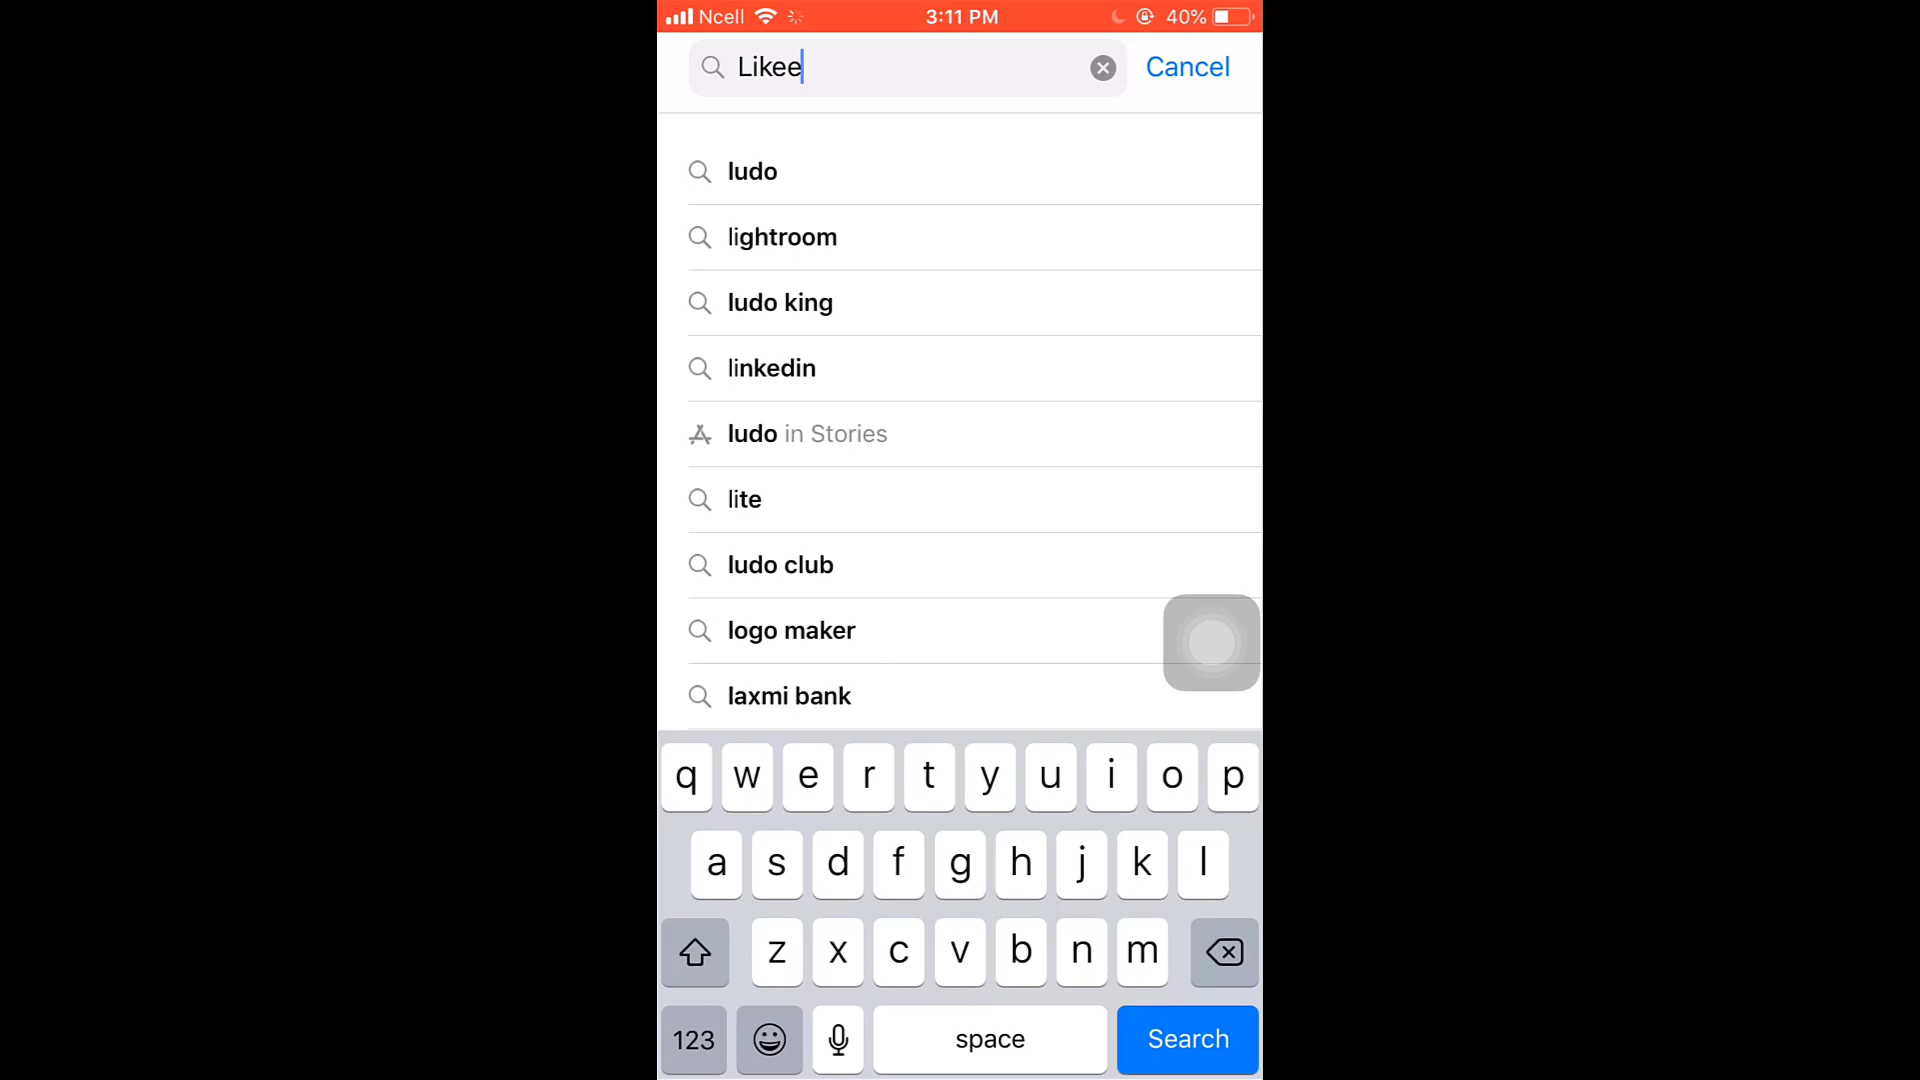 Ncell 3:11 PM 40%
Likee Cancel
ludo
lightroom
ludo king
linkedin
ludo in Stories
lite
ludo club
logo maker
laxmi bank
q w e r t y u i o p
a s d f g h j k l
z x c v b n m
123 space Search